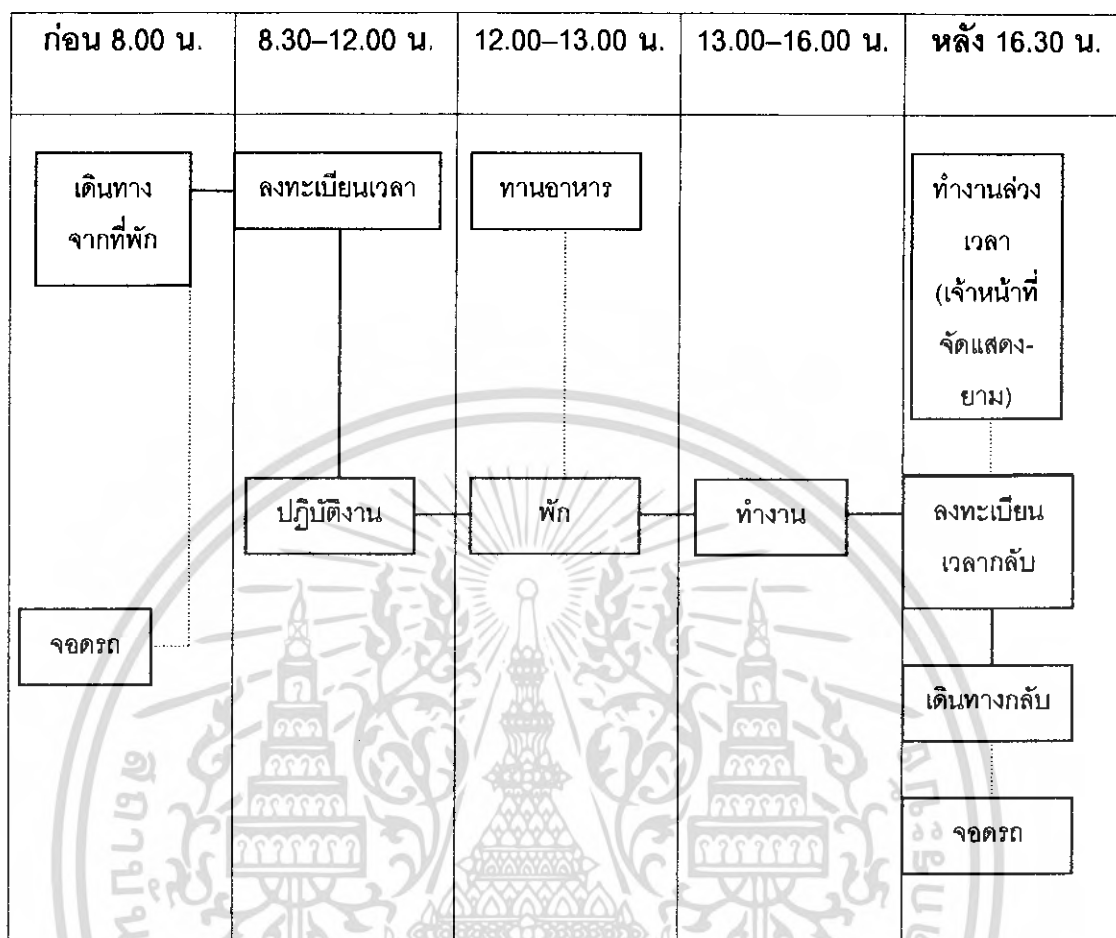 ก่อน 8.00 น.
8.30–12.00 น.
12.00–13.00 น.
13.00–16.00 น.
หลัง 16.30 น.
เดินทาง
จากที่พัก
ลงทะเบียนเวลา
ทานอาหาร
ทำงานล่วง
เวลา
(เจ้าหน้าที่
จัดแสดง-
ยาม)
ปฏิบัติงาน
พัก
ทำงาน
ลงทะเบียน
เวลากลับ
จอดรถ
เดินทางกลับ
จอดรถ